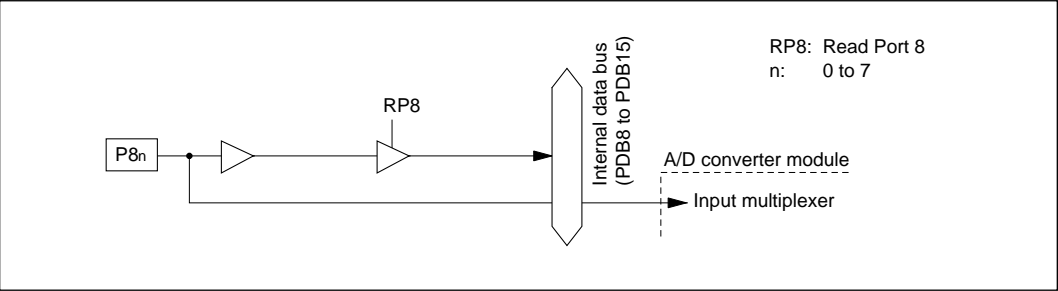 RP8: Read Port 8
n: 0 to 7
Internal data bus
(PDB8 to PDB15)
RP8
P8n
A/D converter module
Input multiplexer